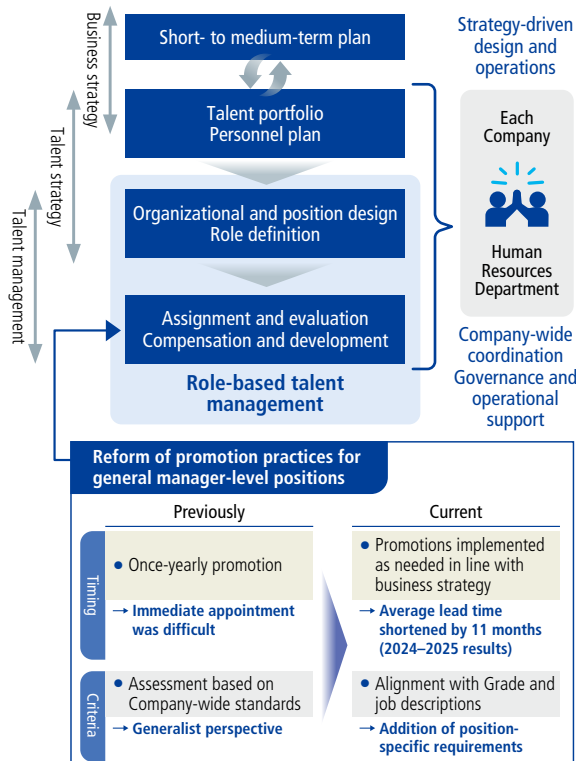 Business strategy
Talent strategy
Talent management
Short- to medium-term plan
Talent portfolio
Personnel plan
Organizational and position design
Role definition
Assignment and evaluation
Compensation and development
Role-based talent
management
Strategy-driven
design and
operations
Each
Company
Human
Resources
Department
Company-wide
coordination
Governance and
operational
support
Reform of promotion practices for
general manager-level positions
Previously
Current
Timing
● Once-yearly promotion
→ Immediate appointment
was difficult
● Promotions implemented
as needed in line with
business strategy
→ Average lead time
shortened by 11 months
(2024–2025 results)
Criteria
● Assessment based on
Company-wide standards
→ Generalist perspective
● Alignment with Grade and
job descriptions
→ Addition of position-
specific requirements